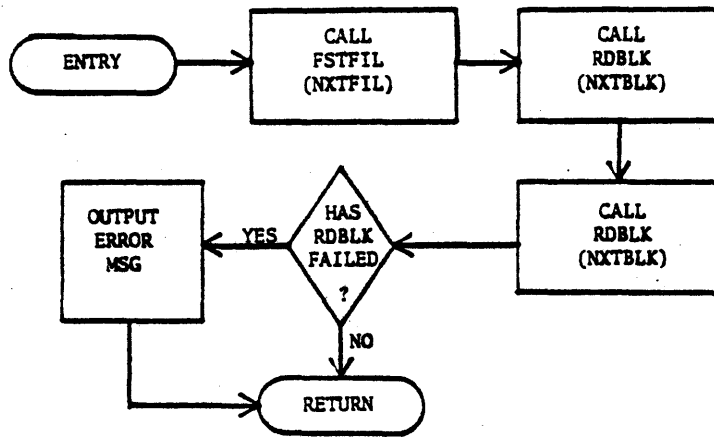 ENTRY
CALL
FSTFIL
(NXTFIL)
CALL
RDBLK
(NXTBLK)
CALL
RDBLK
(NXTBLK)
HAS
RDBLK
FAILED
?
YES
OUTPUT
ERROR
MSG
NO
RETURN